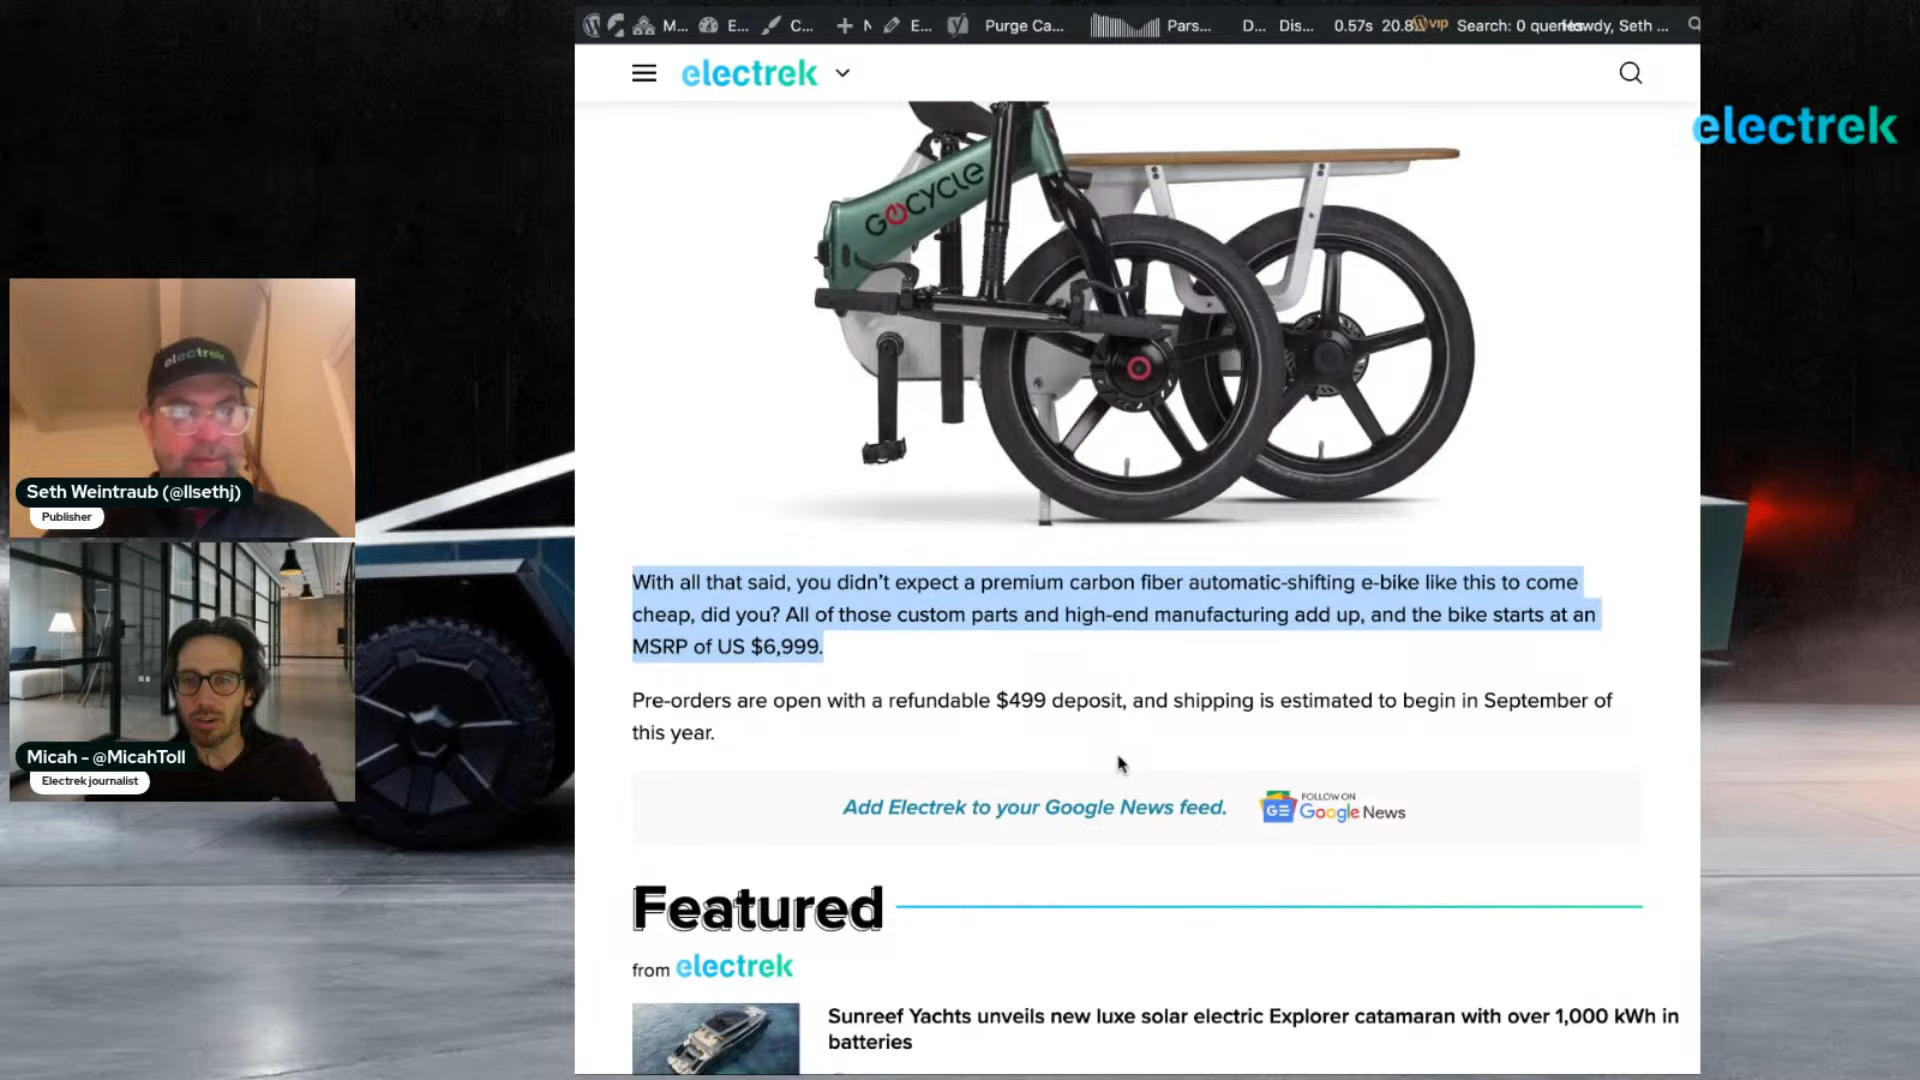 M... E... C... N E... Purge Ca... Pars... D... Dis... 0.57s 20.8 vip Search: 0 queries Howdy, Seth ...
electrek
electrek
GOCYCLE
electrek
Seth Weintraub (@llsethj)
Publisher
Micah - @MicahToll
Electrek journalist
With all that said, you didn't expect a premium carbon fiber automatic-shifting e-bike like this to come
cheap, did you? All of those custom parts and high-end manufacturing add up, and the bike starts at an
MSRP of US $6,999.
Pre-orders are open with a refundable $499 deposit, and shipping is estimated to begin in September of
this year.
Add Electrek to your Google News feed.
GE FOLLOW ON
Google News
Featured
from electrek
Sunreef Yachts unveils new luxe solar electric Explorer catamaran with over 1,000 kWh in
batteries